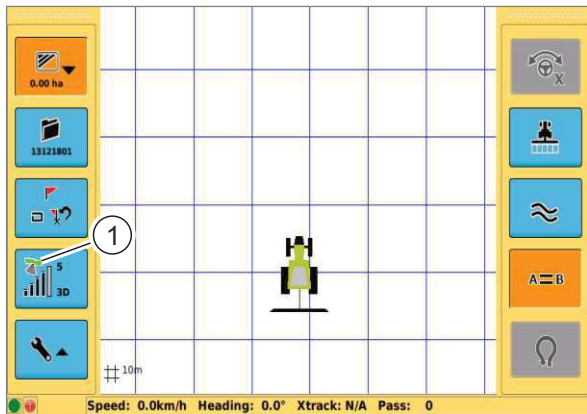 0.00 ha
13121801
1
5
3D
10m
X
A=B
Speed: 0.0km/h Heading: 0.0° Xtrack: N/A Pass: 0